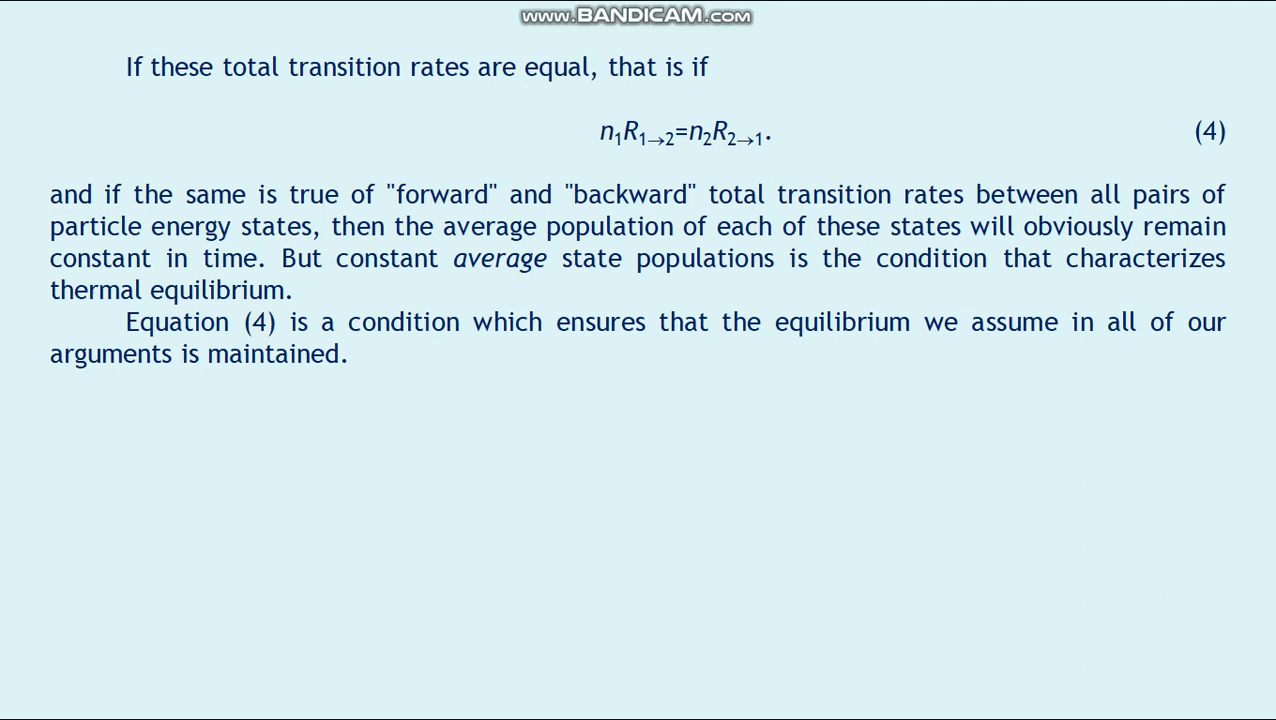 www.BANDICAM.com
If these total transition rates are equal, that is if
n₁R₁→₂=n₂R₂→₁. (4)
and if the same is true of "forward" and "backward" total transition rates between all pairs of
particle energy states, then the average population of each of these states will obviously remain
constant in time. But constant average state populations is the condition that characterizes
thermal equilibrium.
Equation (4) is a condition which ensures that the equilibrium we assume in all of our
arguments is maintained.